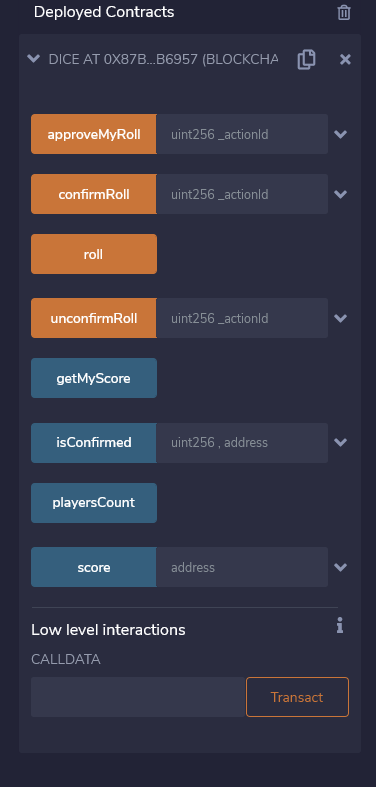 Deployed Contracts
DICE AT 0X87B...B6957 (BLOCKCHA
approveMyRoll uint256 _actionId
confirmRoll uint256 _actionId
roll
unconfirmRoll uint256 _actionId
getMyScore
isConfirmed uint256 , address
playersCount
score address
Low level interactions
CALLDATA
Transact